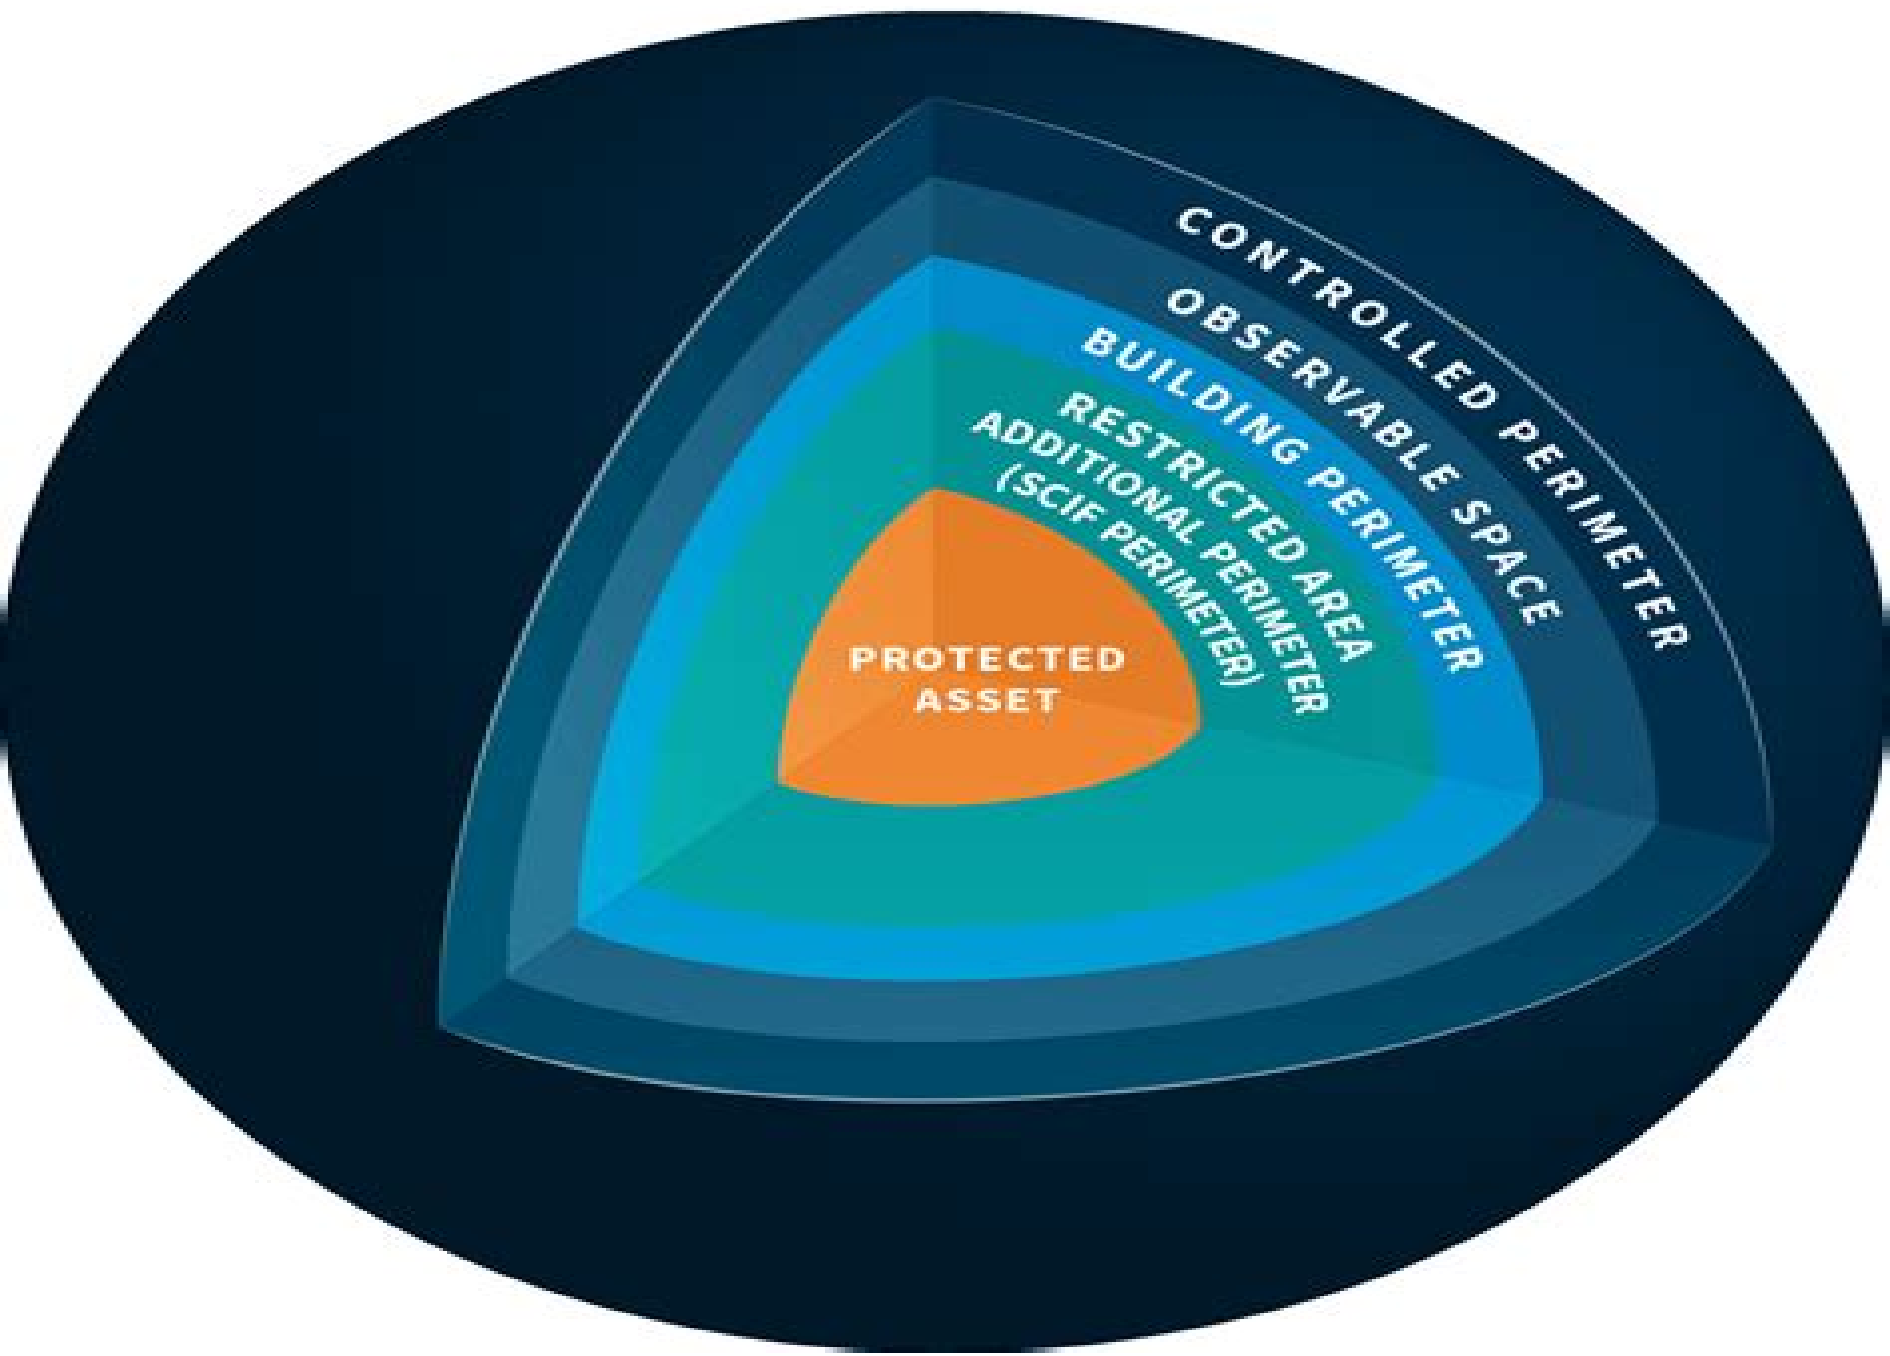 CONTROLLED PERIMETER
OBSERVABLE SPACE
BUILDING PERIMETER
RESTRICTED AREA
ADDITIONAL PERIMETER
(SCIF PERIMETER)
PROTECTED
ASSET